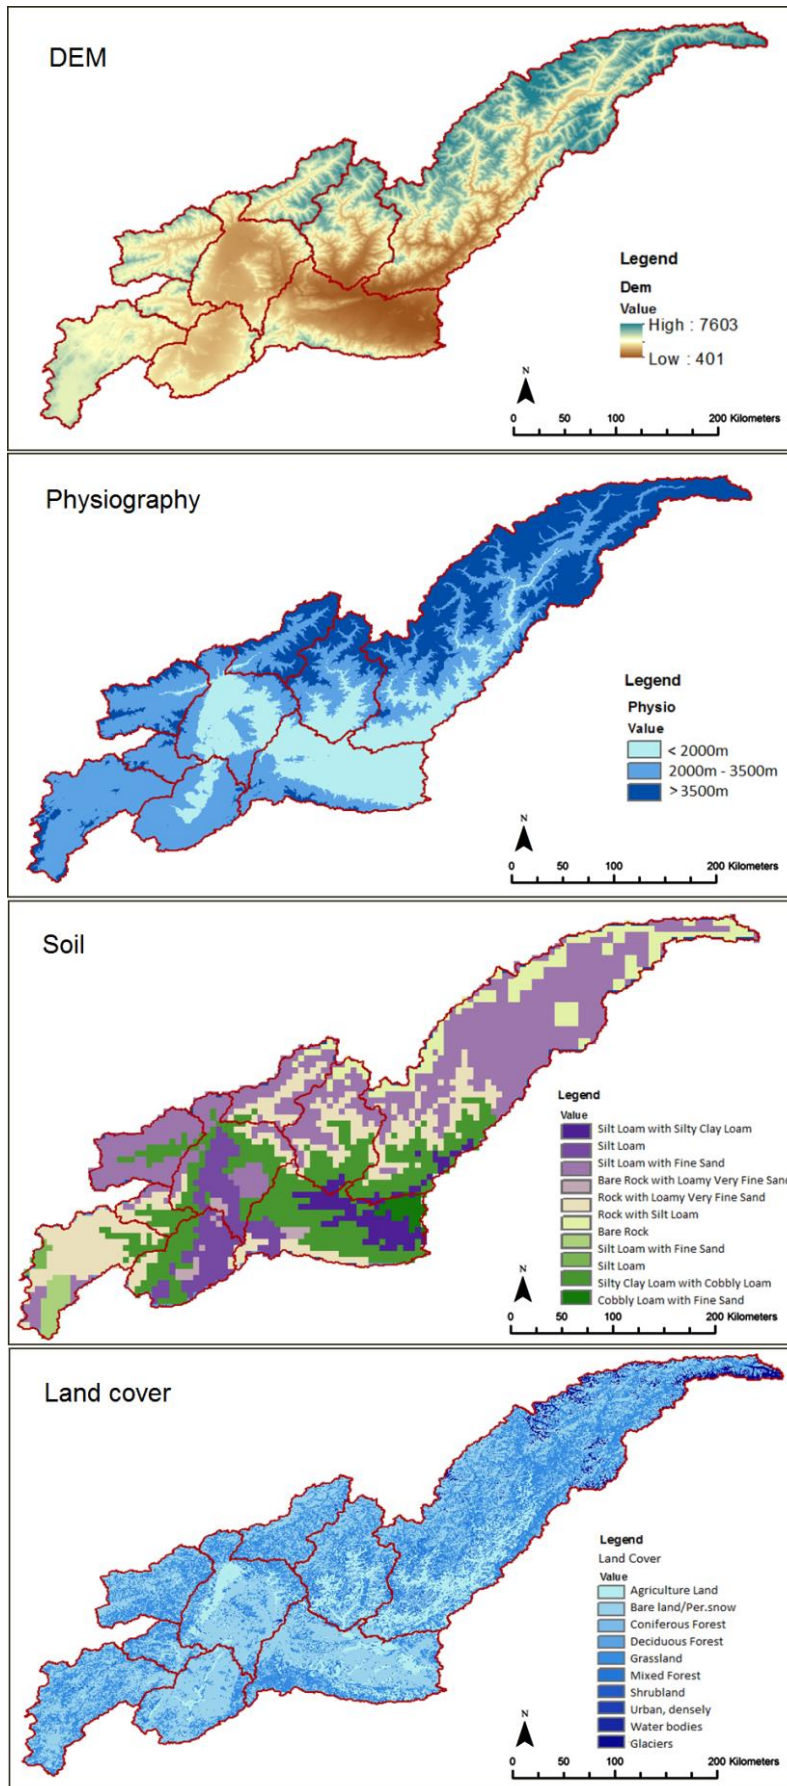 DEM
Legend
Dem
Value
High : 7603
Low : 401
N
0 50 100 200 Kilometers
Physiography
Legend
Physio
Value
< 2000m
2000m - 3500m
> 3500m
N
0 50 100 200 Kilometers
Soil
Legend
Value
Silt Loam with Silty Clay Loam
Silt Loam
Silt Loam with Fine Sand
Bare Rock with Loamy Very Fine Sand
Rock with Loamy Very Fine Sand
Rock with Silt Loam
Bare Rock
Silt Loam with Fine Sand
Silt Loam
Silty Clay Loam with Cobbly Loam
Cobbly Loam with Fine Sand
N
0 50 100 200 Kilometers
Land cover
Legend
Land Cover
Value
Agriculture Land
Bare land/Per.snow
Coniferous Forest
Deciduous Forest
Grassland
Mixed Forest
Shrubland
Urban, densely
Water bodies
Glaciers
N
0 50 100 200 Kilometers